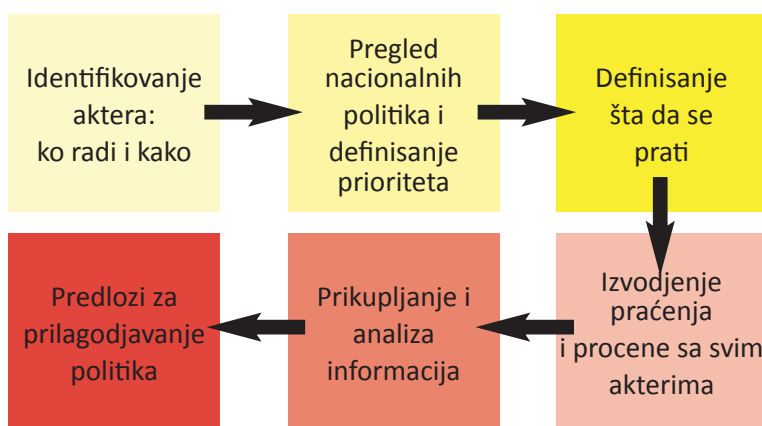 Identifikovanje
aktera:
ko radi i kako
Pregled
nacionalnih
politika i
definisanje
prioriteta
Definisanje
šta da se
prati
Izvodjenje
praćenja
i procene sa svim
akterima
Prikupljanje i
analiza
informacija
Predlozi za
prilagodjavanje
politika